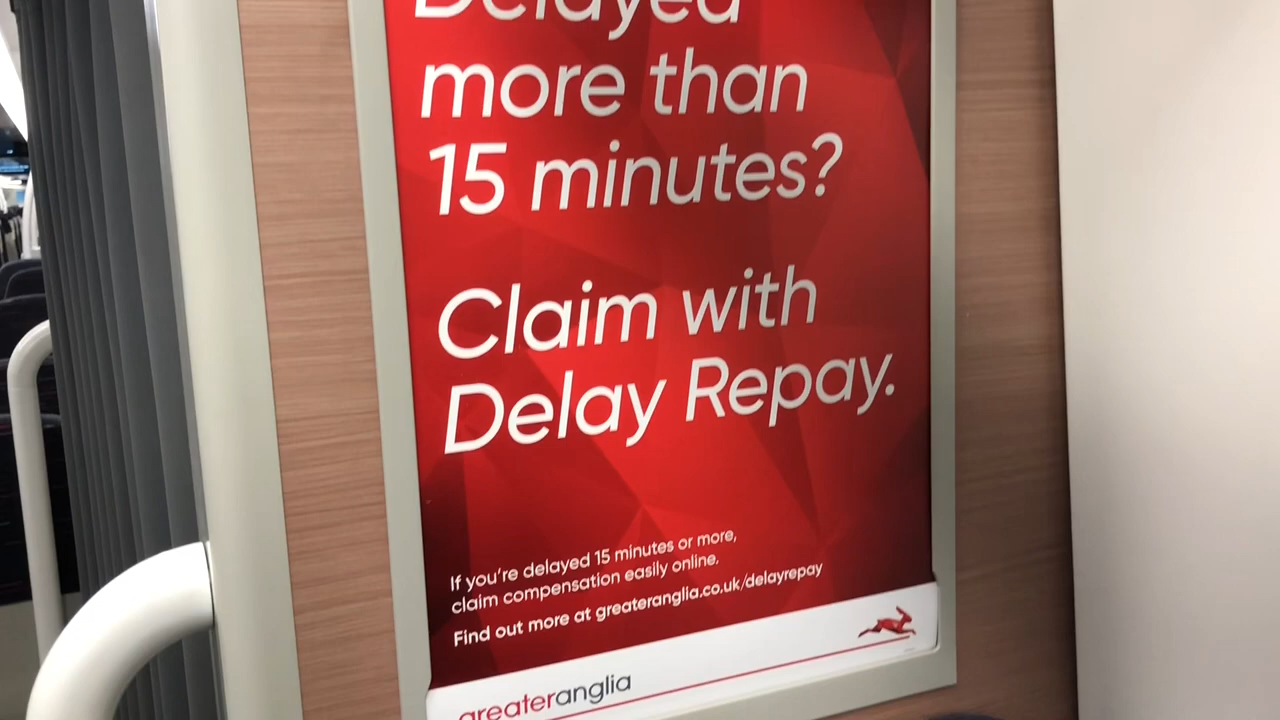 Delayed
more than
15 minutes?
Claim with
Delay Repay.
If you're delayed 15 minutes or more,
claim compensation easily online.
Find out more at greateranglia.co.uk/delayrepay
greateranglia